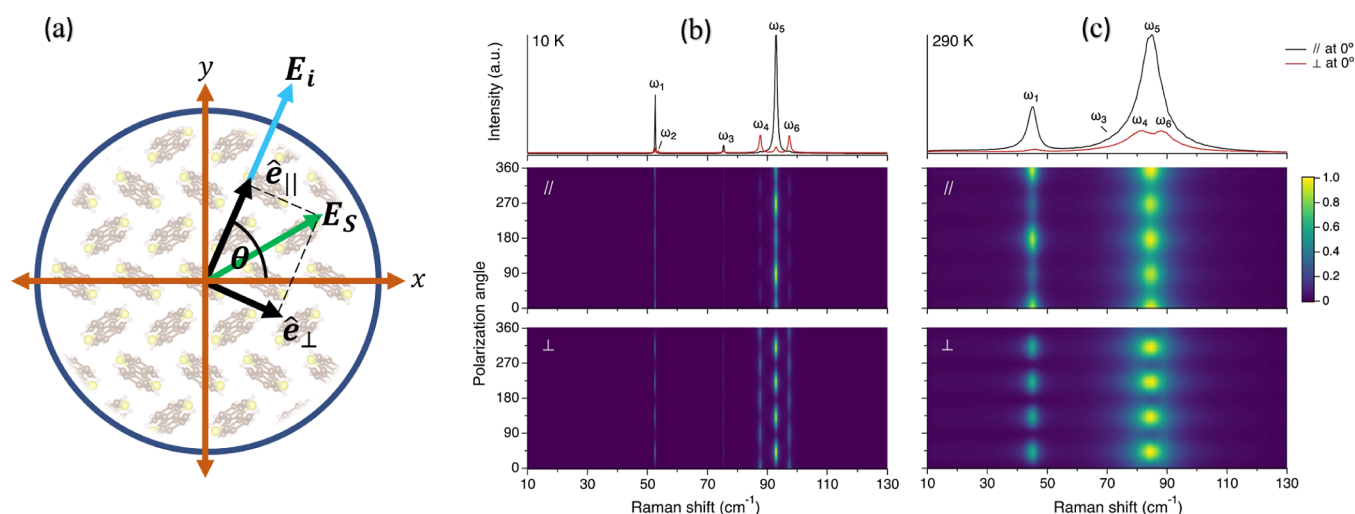 (a)
y
E_i
ê_||
E_S
θ
x
ê_⊥
(b)
10 K
Intensity (a.u.)
ω1
ω2
ω3
ω4
ω5
ω6
//
360
270
180
90
0
Polarization angle
⊥
360
270
180
90
0
10
30
50
70
90
110
130
Raman shift (cm⁻¹)
(c)
290 K
ω1
ω3
ω4
ω5
ω6
// at 0º
⊥ at 0º
//
1.0
0.8
0.6
0.4
0.2
0
⊥
10
30
50
70
90
110
130
Raman shift (cm⁻¹)